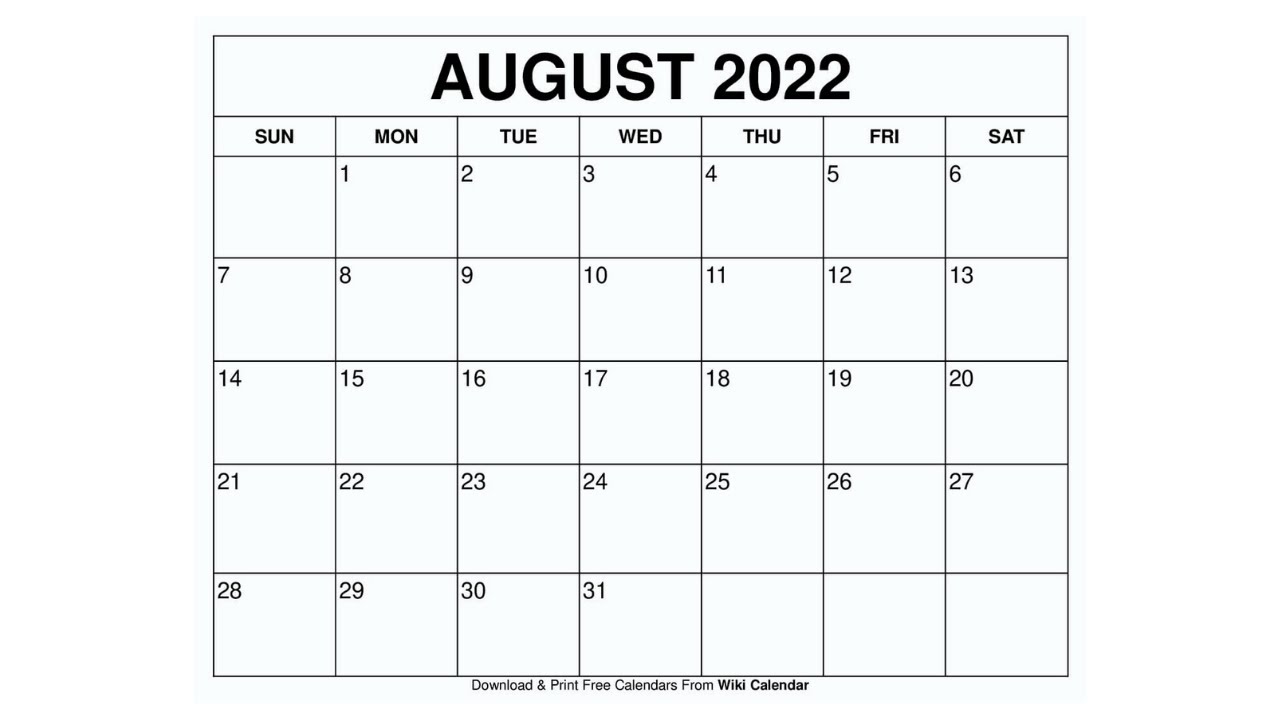 AUGUST 2022
SUN MON TUE WED THU FRI SAT
1 2 3 4 5 6
7 8 9 10 11 12 13
14 15 16 17 18 19 20
21 22 23 24 25 26 27
28 29 30 31
Download & Print Free Calendars From Wiki Calendar